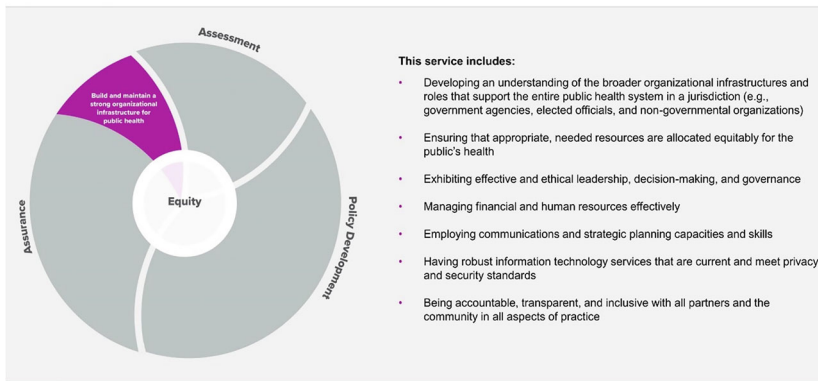 Assessment
Build and maintain a
strong organizational
infrastructure for
public health
Equity
Assurance
Policy Development
This service includes:
• Developing an understanding of the broader organizational infrastructures and
roles that support the entire public health system in a jurisdiction (e.g.,
government agencies, elected officials, and non-governmental organizations)
• Ensuring that appropriate, needed resources are allocated equitably for the
public's health
• Exhibiting effective and ethical leadership, decision-making, and governance
• Managing financial and human resources effectively
• Employing communications and strategic planning capacities and skills
• Having robust information technology services that are current and meet privacy
and security standards
• Being accountable, transparent, and inclusive with all partners and the
community in all aspects of practice